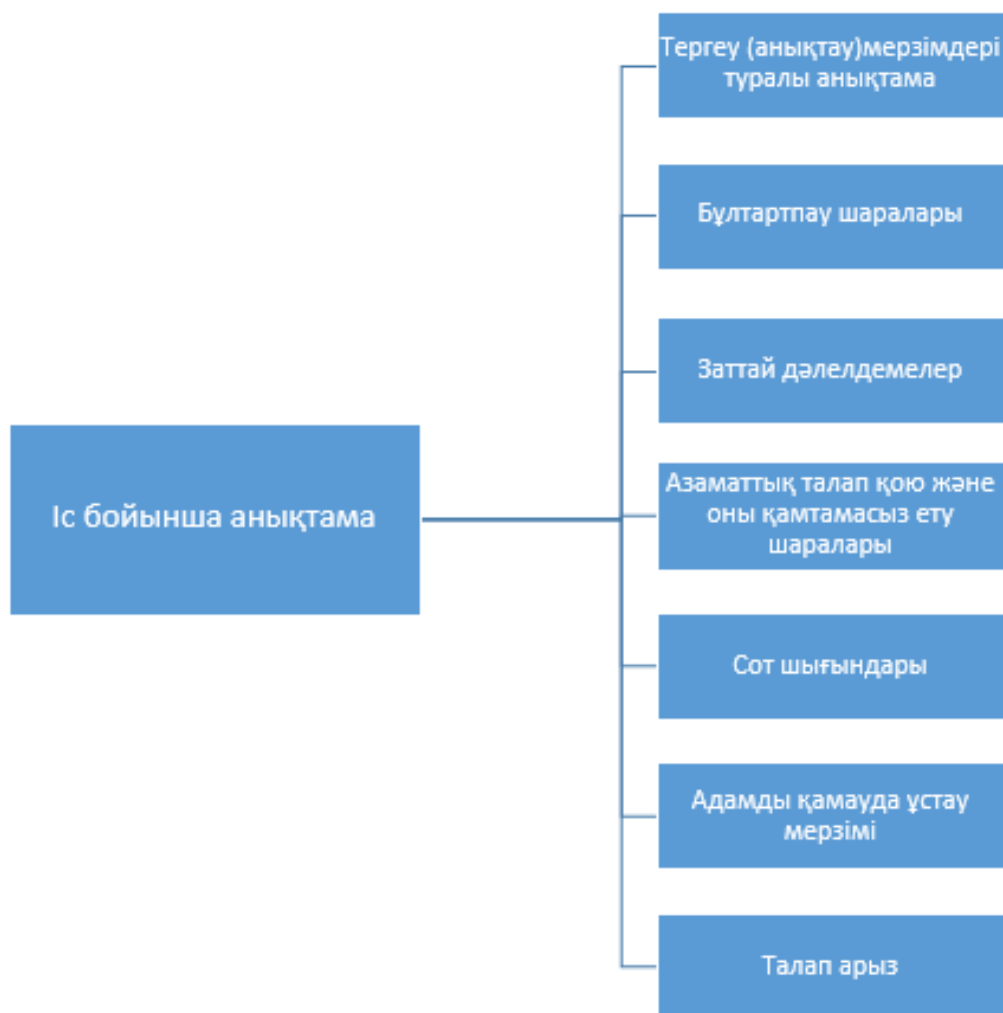 Тергеу (анықтау)мерзімдері
туралы анықтама
Бұлтартпау шаралары
Заттай дәлелдемелер
Іс бойынша анықтама
Азаматтық талап қою және
оны қамтамасыз ету
шаралары
Сот шығындары
Адамды қамауда ұстау
мерзімі
Талап арыз